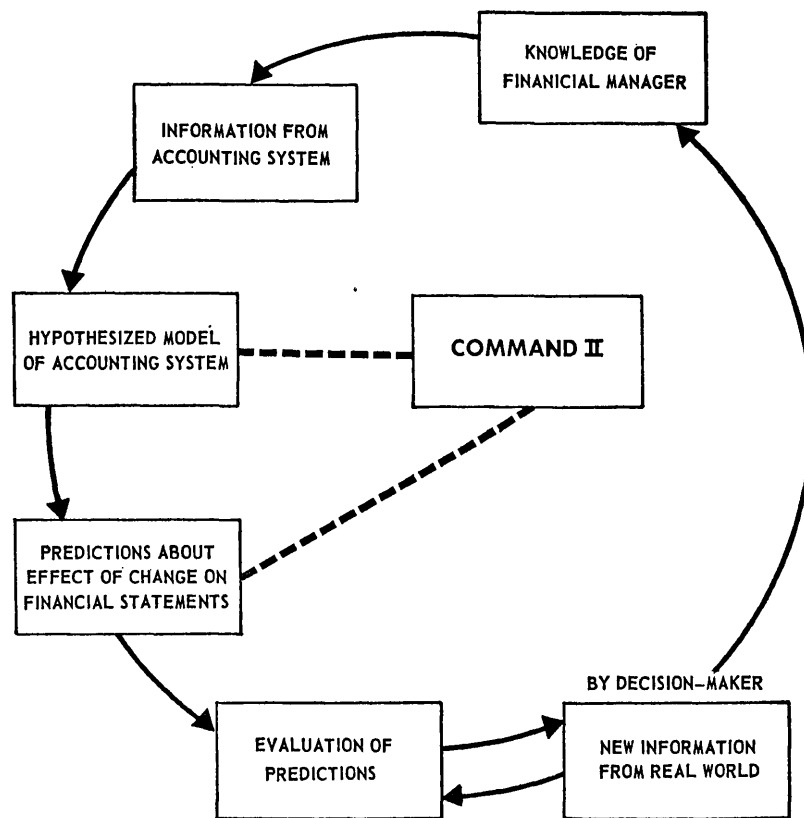 KNOWLEDGE OF
FINANICIAL MANAGER
INFORMATION FROM
ACCOUNTING SYSTEM
HYPOTHESIZED MODEL
OF ACCOUNTING SYSTEM
COMMAND II
PREDICTIONS ABOUT
EFFECT OF CHANGE ON
FINANCIAL STATEMENTS
BY DECISION-MAKER
EVALUATION OF
PREDICTIONS
NEW INFORMATION
FROM REAL WORLD